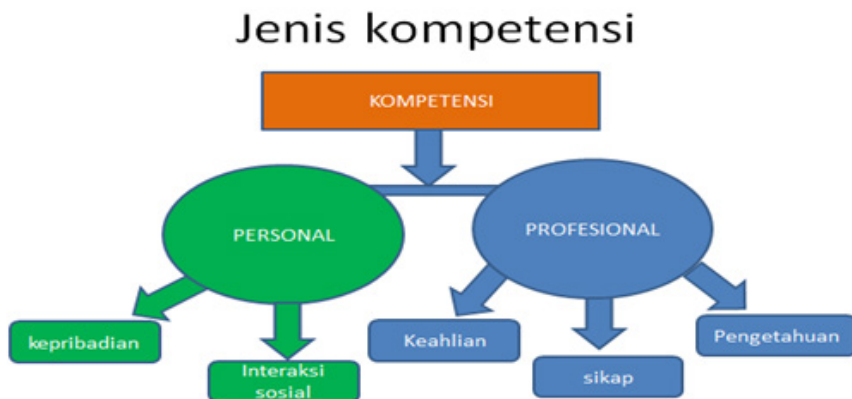 Jenis kompetensi
KOMPETENSI
PERSONAL
PROFESIONAL
kepribadian
Interaksi
sosial
Keahlian
sikap
Pengetahuan